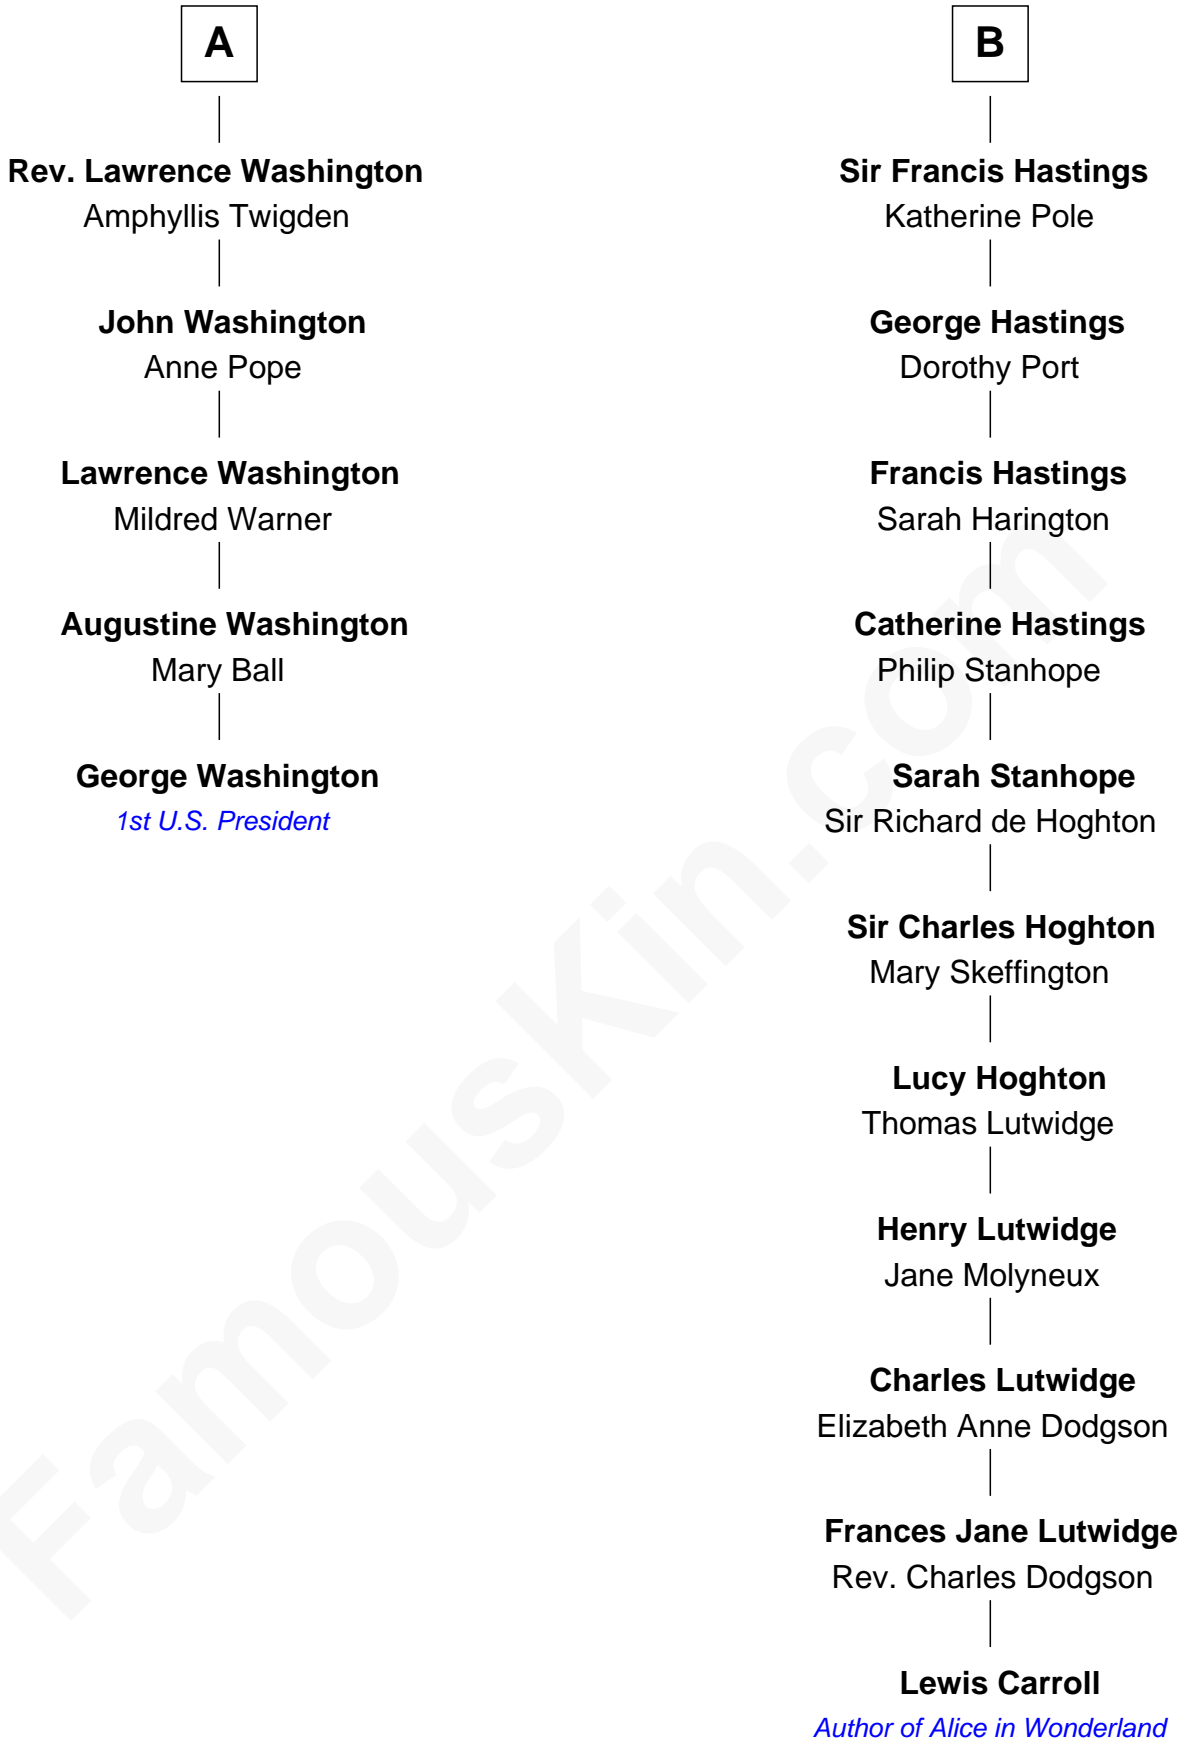 A
Rev. Lawrence Washington
Amphyllis Twigden
John Washington
Anne Pope
Lawrence Washington
Mildred Warner
Augustine Washington
Mary Ball
George Washington
1st U.S. President
B
Sir Francis Hastings
Katherine Pole
George Hastings
Dorothy Port
Francis Hastings
Sarah Harington
Catherine Hastings
Philip Stanhope
Sarah Stanhope
Sir Richard de Hoghton
Sir Charles Hoghton
Mary Skeffington
Lucy Hoghton
Thomas Lutwidge
Henry Lutwidge
Jane Molyneux
Charles Lutwidge
Elizabeth Anne Dodgson
Frances Jane Lutwidge
Rev. Charles Dodgson
Lewis Carroll
Author of Alice in Wonderland
FamousKin.com